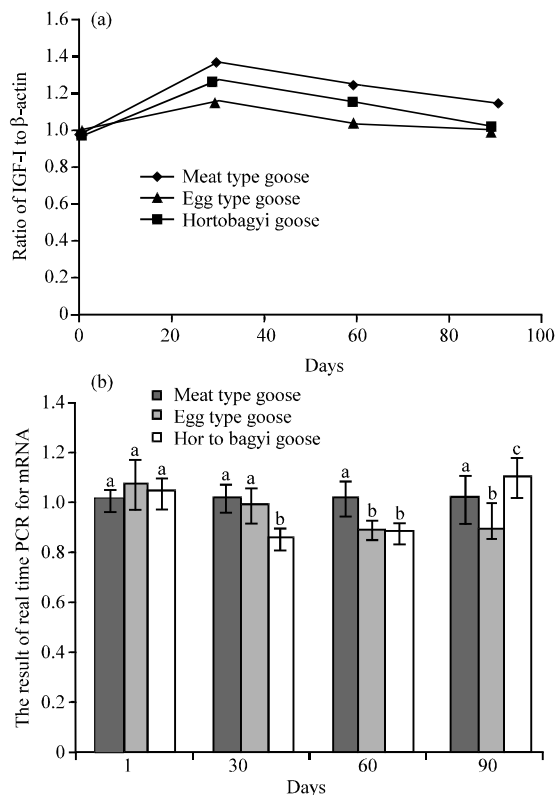 (a)
1.6
1.4
1.2
1.0
0.8
0.6
1.4
1.2
0
Ratio of IGF-I to β-actin
Meat type goose
Egg type goose
Hortobagyi goose
0 20 40 60 80 100
Days
(b)
Meat type goose
Egg type goose
Hor to bagyi goose
1.4
1.2
1.0
0.8
0.6
0.4
0.2
0
The result of real time PCR for mRNA
a a a
a a b
a b b
a b c
1 30 60 90
Days